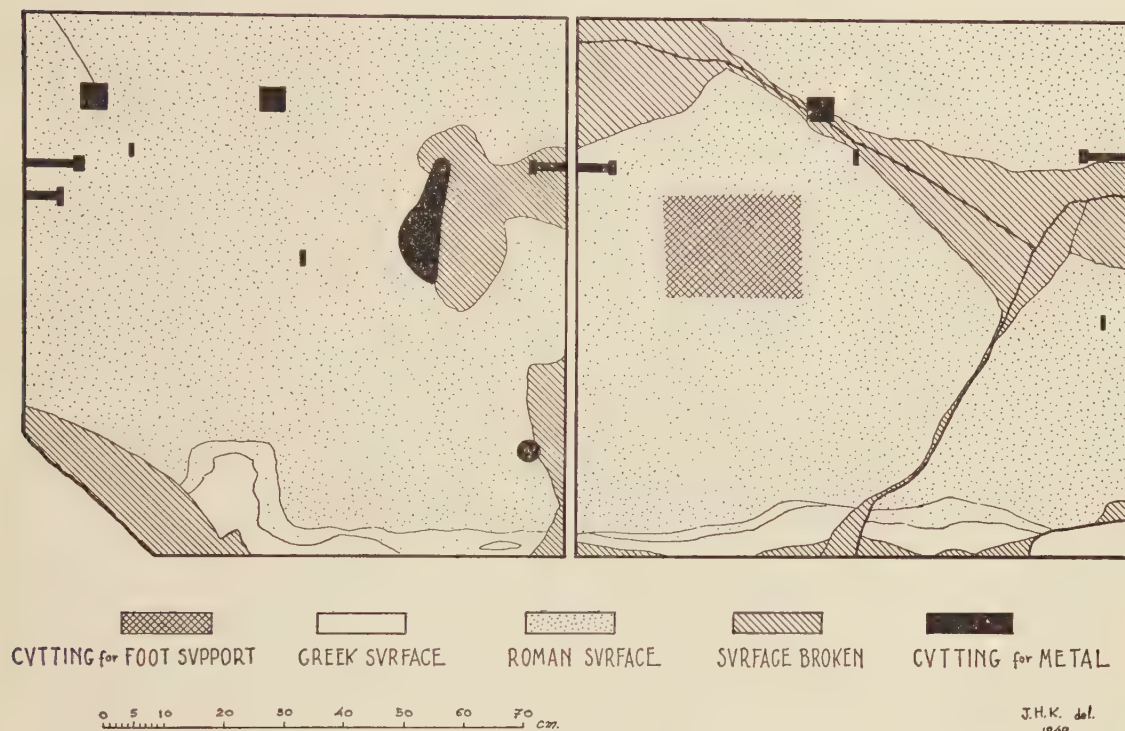 CVTTING for FOOT SVPPORT
GREEK SVRFACE
ROMAN SVRFACE
SVRFACE BROKEN
CVTTING for METAL
0 5 10 20 30 40 50 60 70 cm.
J.H.K. del.